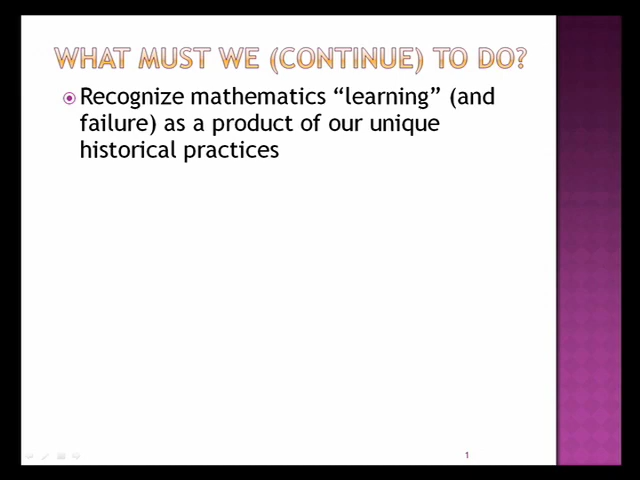 WHAT MUST WE (CONTINUE) TO DO?
Recognize mathematics “learning” (and
failure) as a product of our unique
historical practices
1